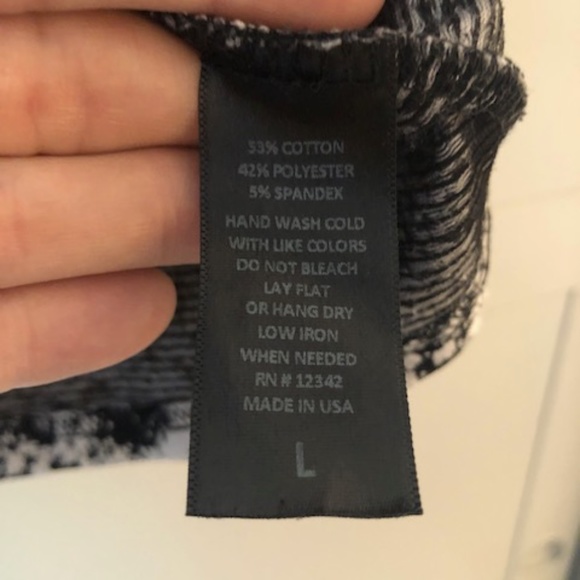 53% COTTON
42% POLYESTER
5% SPANDEX
HAND WASH COLD
WITH LIKE COLORS
DO NOT BLEACH
LAY FLAT
OR HANG DRY
LOW IRON
WHEN NEEDED
RN # 12342
MADE IN USA
L